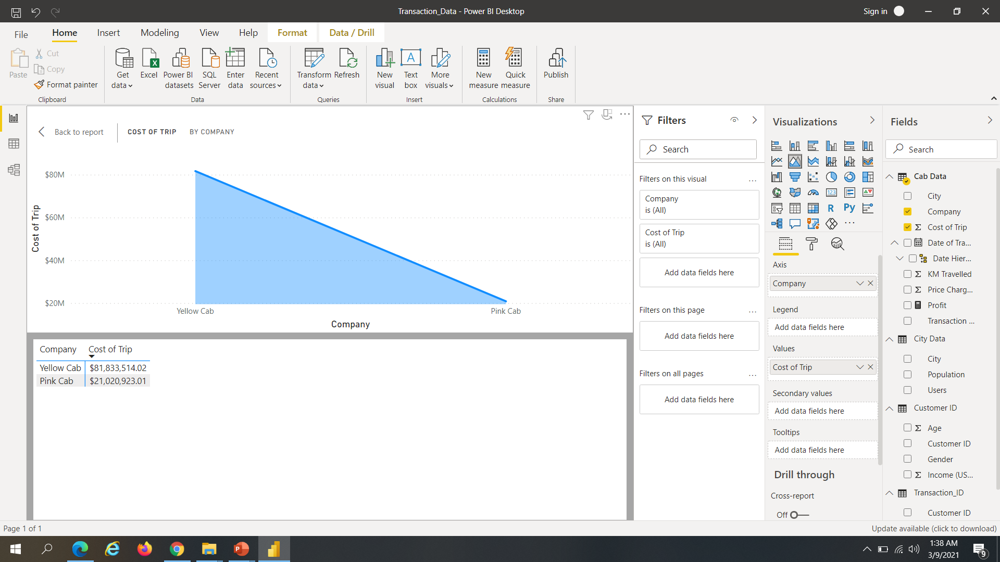 Transaction_Data - Power BI Desktop
Sign in
File
Home
Insert
Modeling
View
Help
Format
Data / Drill
Paste
Cut
Copy
Format painter
Clipboard
Get
data
Excel
Power BI
datasets
SQL
Server
Enter
data
Recent
sources
Data
Transform
data
Refresh
Queries
New
visual
Text
box
More
visuals
Insert
New
measure
Quick
measure
Calculations
Publish
Share
Back to report
COST OF TRIP
BY COMPANY
Cost of Trip
$80M
$60M
$40M
$20M
Yellow Cab
Pink Cab
Company
Company Cost of Trip
Yellow Cab $81,833,514.02
Pink Cab $21,020,923.01
Filters
Search
Filters on this visual
...
Company
is (All)
Cost of Trip
is (All)
Add data fields here
Filters on this page
...
Add data fields here
Filters on all pages
...
Add data fields here
Visualizations
123
R
Py
...
Axis
Company
Legend
Add data fields here
Values
Cost of Trip
Secondary values
Add data fields here
Tooltips
Add data fields here
Drill through
Cross-report
Off
Fields
Search
Cab Data
City
Company
Σ Cost of Trip
Date of Tra...
Date Hier...
Σ KM Travelled
Σ Price Charg...
Profit
Transaction ...
City Data
City
Population
Users
Customer ID
Σ Age
Customer ID
Gender
Σ Income (US...
Transaction_ID
Customer ID
Page 1 of 1
Update available (click to download)
1:38 AM
3/9/2021
9